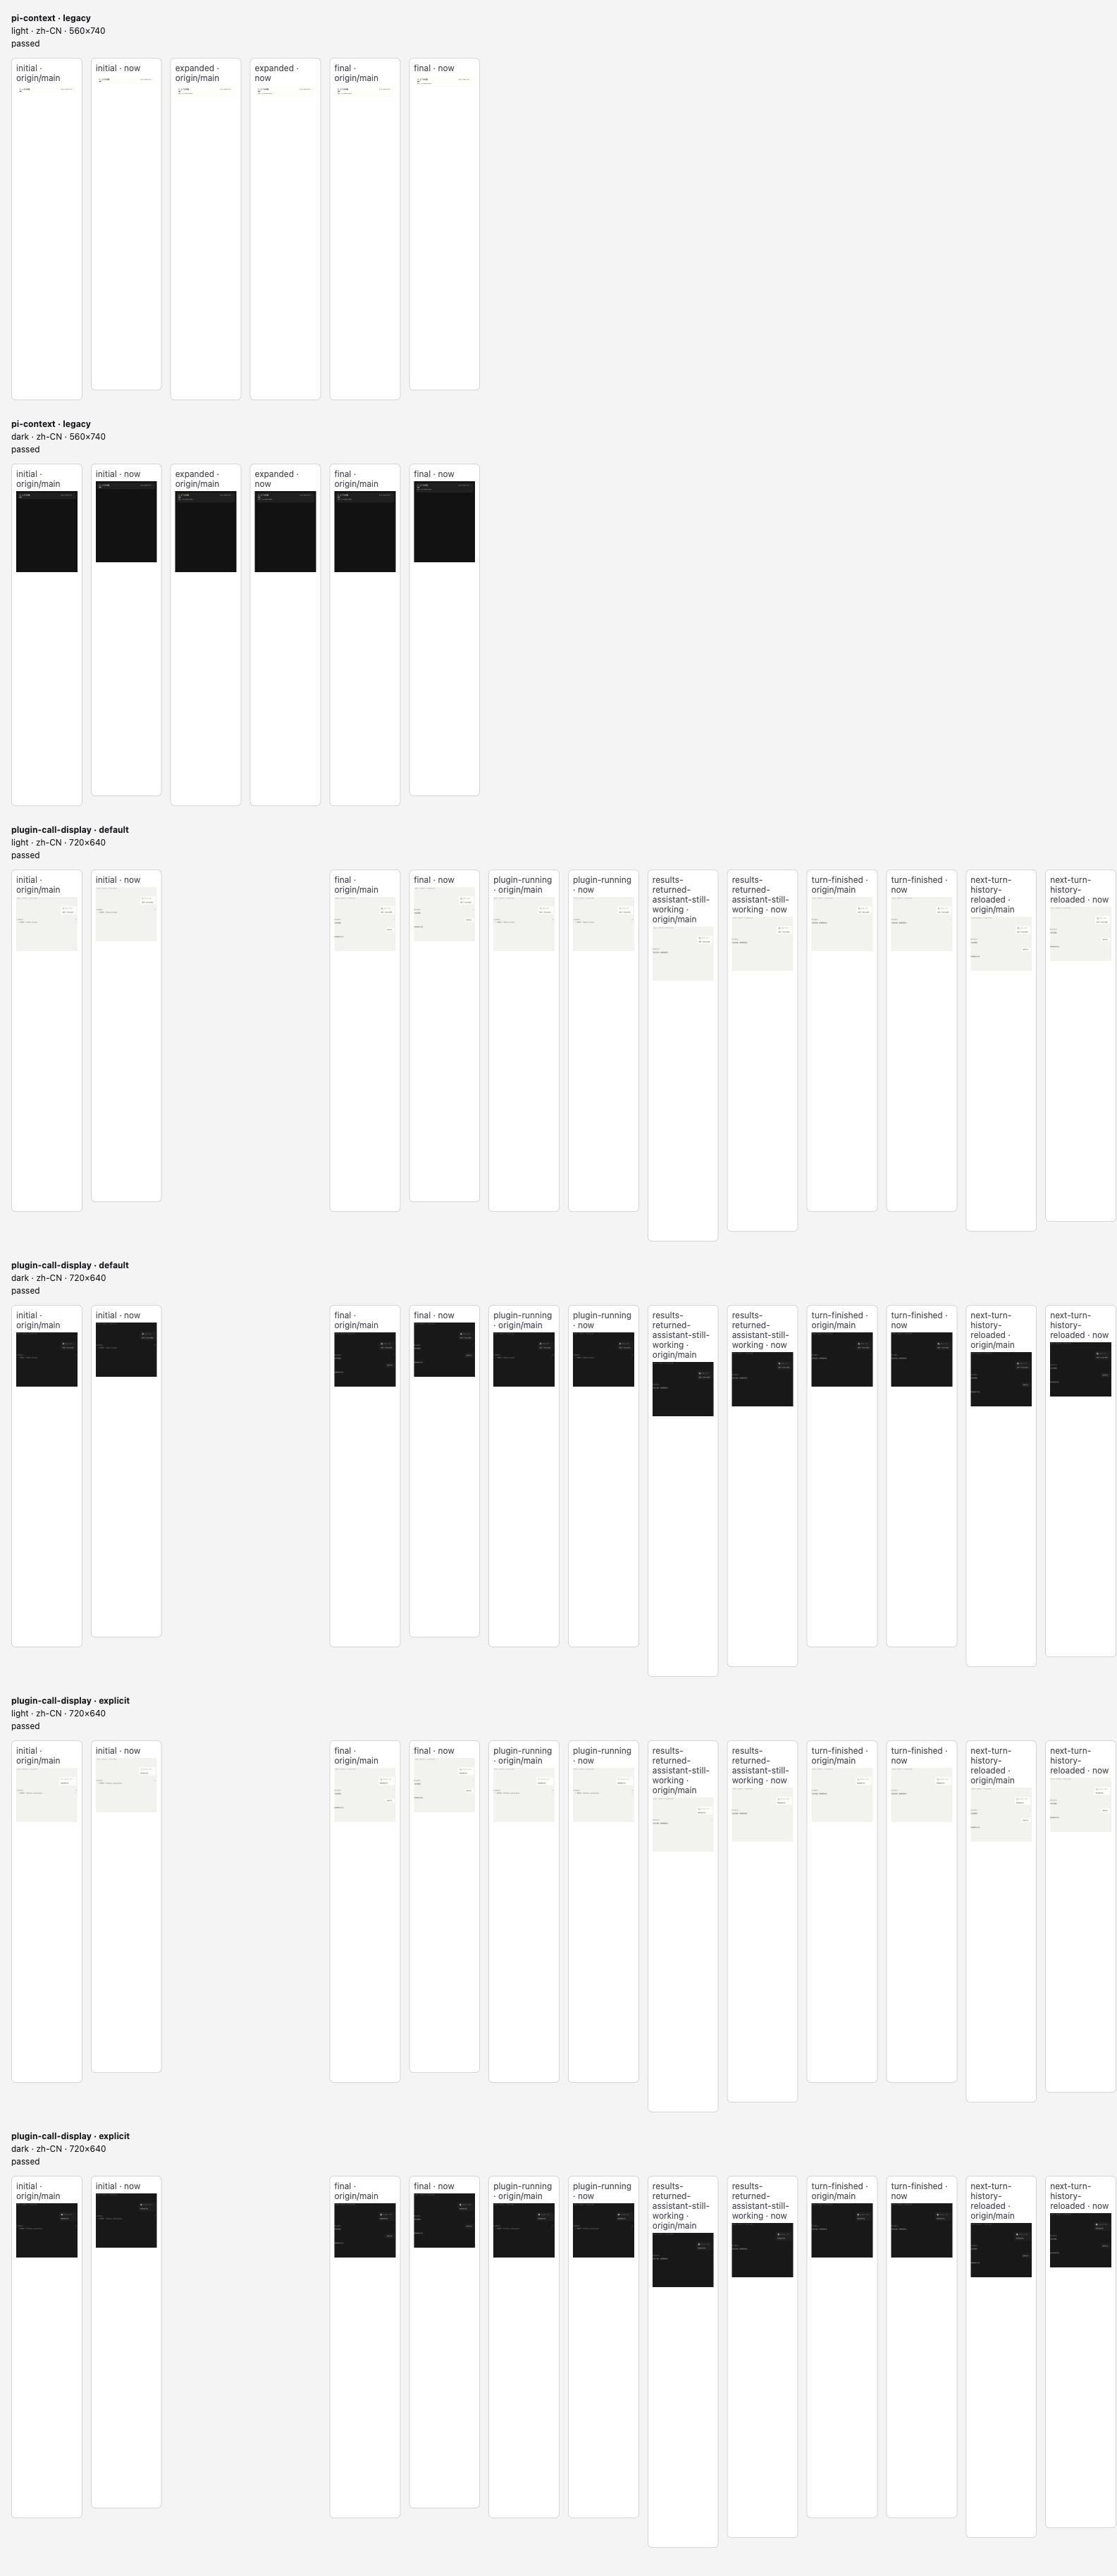 pi-context · legacy
light · zh-CN · 560×740
passed
initial ·
origin/main
initial · now
expanded ·
origin/main
expanded ·
now
final ·
origin/main
final · now
pi-context · legacy
dark · zh-CN · 560×740
passed
initial ·
origin/main
initial · now
expanded ·
origin/main
expanded ·
now
final ·
origin/main
final · now
plugin-call-display · default
light · zh-CN · 720×640
passed
initial ·
origin/main
initial · now
final ·
origin/main
final · now
plugin-running
· origin/main
plugin-running
· now
results-
returned-
assistant-still-
working ·
origin/main
results-
returned-
assistant-still-
working · now
turn-finished ·
origin/main
turn-finished ·
now
next-turn-
history-
reloaded ·
origin/main
next-turn-
history-
reloaded · now
plugin-call-display · default
dark · zh-CN · 720×640
passed
initial ·
origin/main
initial · now
final ·
origin/main
final · now
plugin-running
· origin/main
plugin-running
· now
results-
returned-
assistant-still-
working ·
origin/main
results-
returned-
assistant-still-
working · now
turn-finished ·
origin/main
turn-finished ·
now
next-turn-
history-
reloaded ·
origin/main
next-turn-
history-
reloaded · now
plugin-call-display · explicit
light · zh-CN · 720×640
passed
initial ·
origin/main
initial · now
final ·
origin/main
final · now
plugin-running
· origin/main
plugin-running
· now
results-
returned-
assistant-still-
working ·
origin/main
results-
returned-
assistant-still-
working · now
turn-finished ·
origin/main
turn-finished ·
now
next-turn-
history-
reloaded ·
origin/main
next-turn-
history-
reloaded · now
plugin-call-display · explicit
dark · zh-CN · 720×640
passed
initial ·
origin/main
initial · now
final ·
origin/main
final · now
plugin-running
· origin/main
plugin-running
· now
results-
returned-
assistant-still-
working ·
origin/main
results-
returned-
assistant-still-
working · now
turn-finished ·
origin/main
turn-finished ·
now
next-turn-
history-
reloaded ·
origin/main
next-turn-
history-
reloaded · now